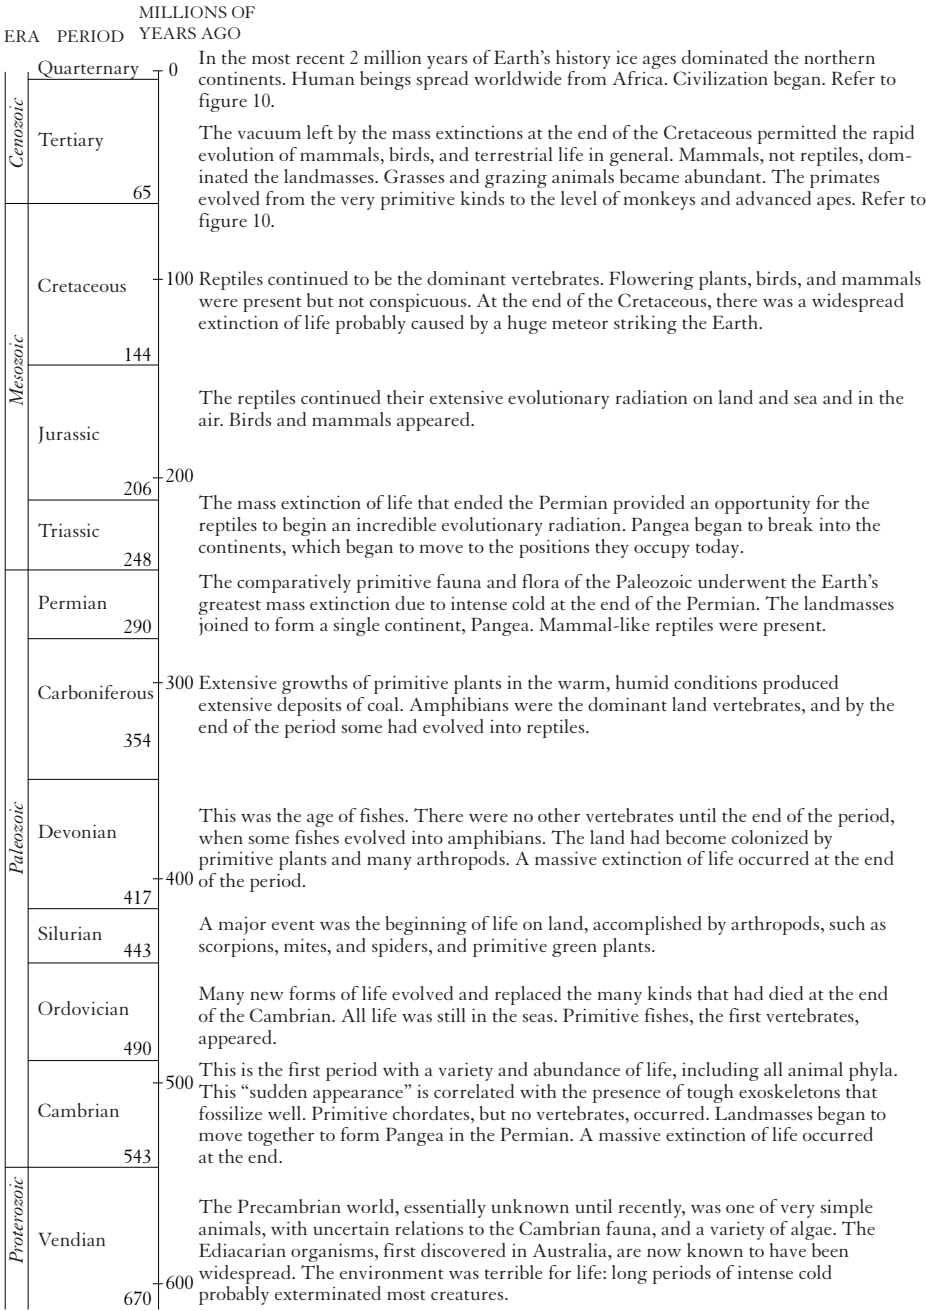 MILLIONS OF
ERA PERIOD YEARS AGO
Cenozoic
Quarternary
0
In the most recent 2 million years of Earth's history ice ages dominated the northern
continents. Human beings spread worldwide from Africa. Civilization began. Refer to
figure 10.
Tertiary
65
The vacuum left by the mass extinctions at the end of the Cretaceous permitted the rapid
evolution of mammals, birds, and terrestrial life in general. Mammals, not reptiles, dom-
inated the landmasses. Grasses and grazing animals became abundant. The primates
evolved from the very primitive kinds to the level of monkeys and advanced apes. Refer to
figure 10.
Mesozoic
Cretaceous
144
100
Reptiles continued to be the dominant vertebrates. Flowering plants, birds, and mammals
were present but not conspicuous. At the end of the Cretaceous, there was a widespread
extinction of life probably caused by a huge meteor striking the Earth.
Jurassic
206
200
The reptiles continued their extensive evolutionary radiation on land and sea and in the
air. Birds and mammals appeared.
Triassic
248
The mass extinction of life that ended the Permian provided an opportunity for the
reptiles to begin an incredible evolutionary radiation. Pangea began to break into the
continents, which began to move to the positions they occupy today.
Paleozoic
Permian
290
The comparatively primitive fauna and flora of the Paleozoic underwent the Earth's
greatest mass extinction due to intense cold at the end of the Permian. The landmasses
joined to form a single continent, Pangea. Mammal-like reptiles were present.
Carboniferous
354
300
Extensive growths of primitive plants in the warm, humid conditions produced
extensive deposits of coal. Amphibians were the dominant land vertebrates, and by the
end of the period some had evolved into reptiles.
Devonian
417
400
This was the age of fishes. There were no other vertebrates until the end of the period,
when some fishes evolved into amphibians. The land had become colonized by
primitive plants and many arthropods. A massive extinction of life occurred at the end
of the period.
Silurian
443
A major event was the beginning of life on land, accomplished by arthropods, such as
scorpions, mites, and spiders, and primitive green plants.
Ordovician
490
Many new forms of life evolved and replaced the many kinds that had died at the end
of the Cambrian. All life was still in the seas. Primitive fishes, the first vertebrates,
appeared.
Cambrian
543
500
This is the first period with a variety and abundance of life, including all animal phyla.
This “sudden appearance” is correlated with the presence of tough exoskeletons that
fossilize well. Primitive chordates, but no vertebrates, occurred. Landmasses began to
move together to form Pangea in the Permian. A massive extinction of life occurred
at the end.
Proterozoic
Vendian
670
600
The Precambrian world, essentially unknown until recently, was one of very simple
animals, with uncertain relations to the Cambrian fauna, and a variety of algae. The
Ediacarian organisms, first discovered in Australia, are now known to have been
widespread. The environment was terrible for life: long periods of intense cold
probably exterminated most creatures.